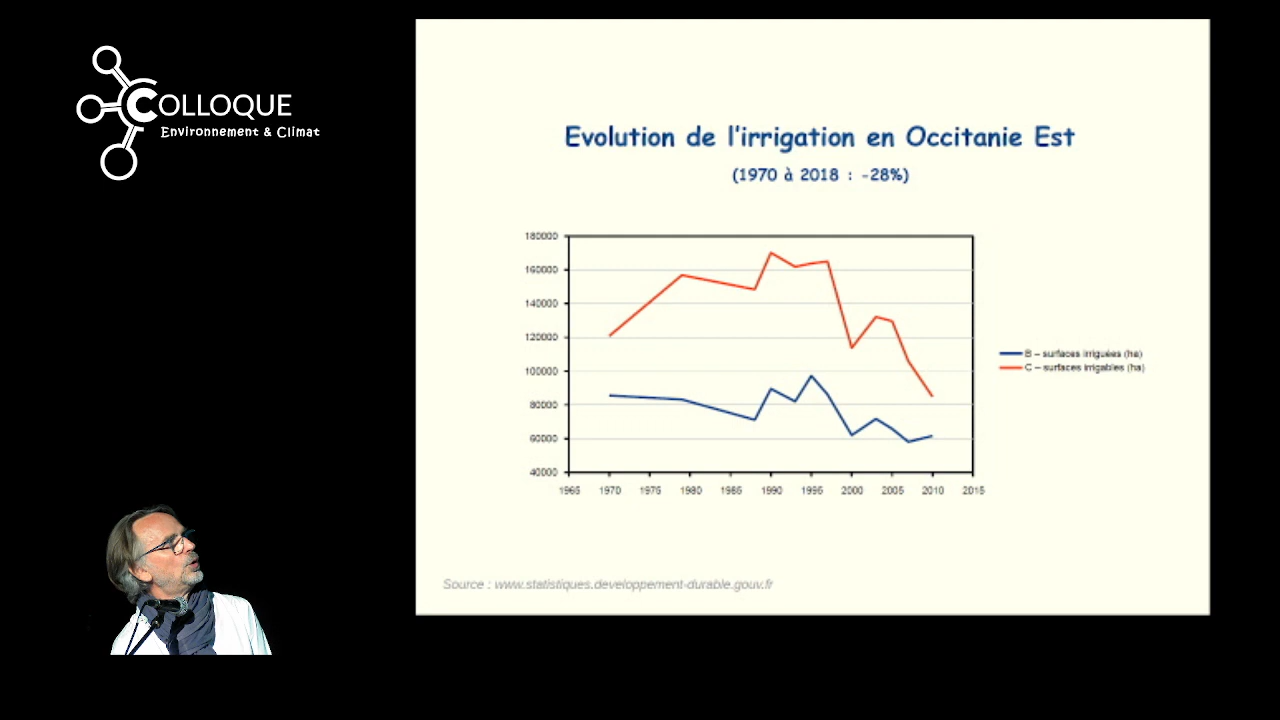 COLLOQUE
Environnement & Climat
Evolution de l'irrigation en Occitanie Est
(1970 à 2018 : -28%)
180000
160000
140000
120000
100000
80000
60000
40000
1965 1970 1975 1980 1985 1990 1995 2000 2005 2010 2015
B – surfaces irriguées (ha)
C – surfaces irrigables (ha)
Source : www.statistiques.developpement-durable.gouv.fr